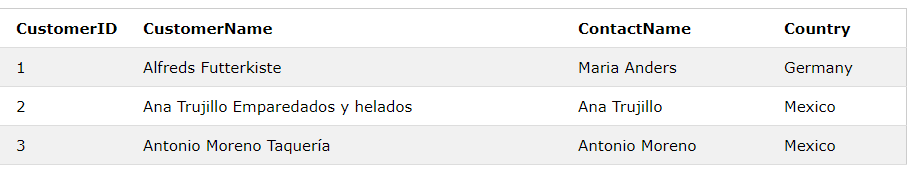 CustomerID CustomerName ContactName Country
1 Alfreds Futterkiste Maria Anders Germany
2 Ana Trujillo Emparedados y helados Ana Trujillo Mexico
3 Antonio Moreno Taquería Antonio Moreno Mexico